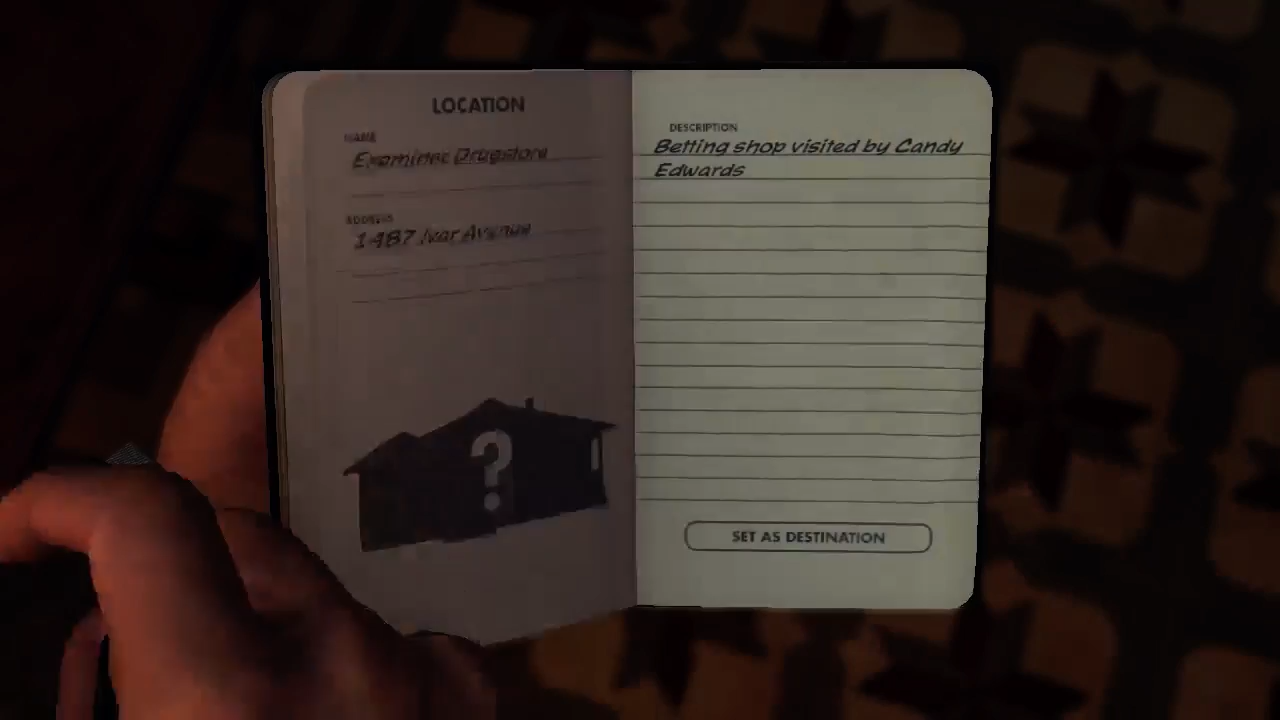 LOCATION
NAME
Examiner Drugstore
ADDRESS
1487 Ivar Avenue
?
DESCRIPTION
Betting shop visited by Candy
Edwards
SET AS DESTINATION